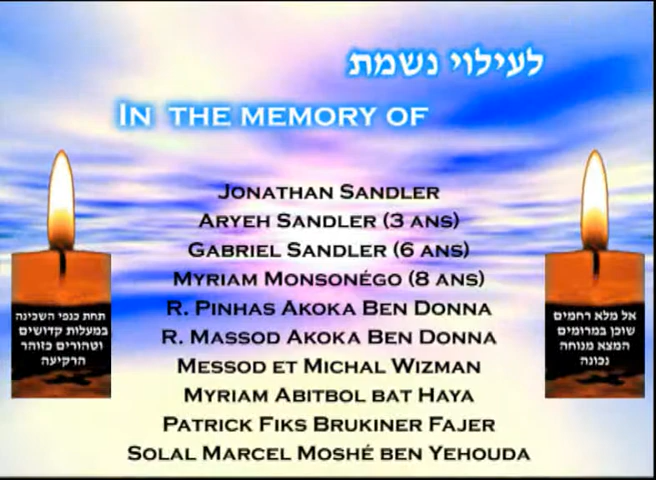 לעילוי נשמת
IN THE MEMORY OF
JONATHAN SANDLER
ARYEH SANDLER (3 ANS)
GABRIEL SANDLER (6 ANS)
MYRIAM MONSONÉGO (8 ANS)
R. PINHAS AKOKA BEN DONNA
R. MASSOD AKOKA BEN DONNA
MESSOD ET MICHAL WIZMAN
MYRIAM ABITBOL BAT HAYA
PATRICK FIKS BRUKINER FAJER
SOLAL MARCEL MOSHÉ BEN YEHOUDA
אל מלא רחמים
שוכן במרומים
המצא מנוחה
נכונה
תחת כנפי השכינה
במעלות קדושים
וטהורים כזוהר
הרקיעה